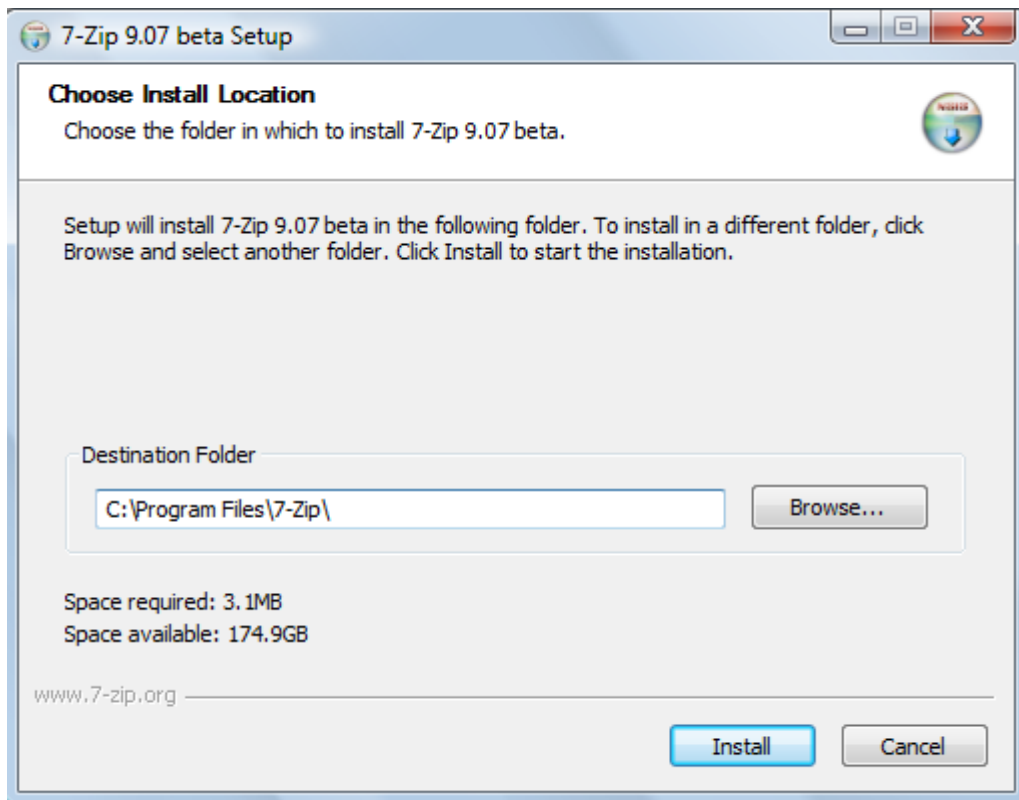 7-Zip 9.07 beta Setup
Choose Install Location
Choose the folder in which to install 7-Zip 9.07 beta.
Setup will install 7-Zip 9.07 beta in the following folder. To install in a different folder, click
Browse and select another folder. Click Install to start the installation.
Destination Folder
C:\Program Files\7-Zip\
Browse...
Space required: 3.1MB
Space available: 174.9GB
www.7-zip.org
Install
Cancel